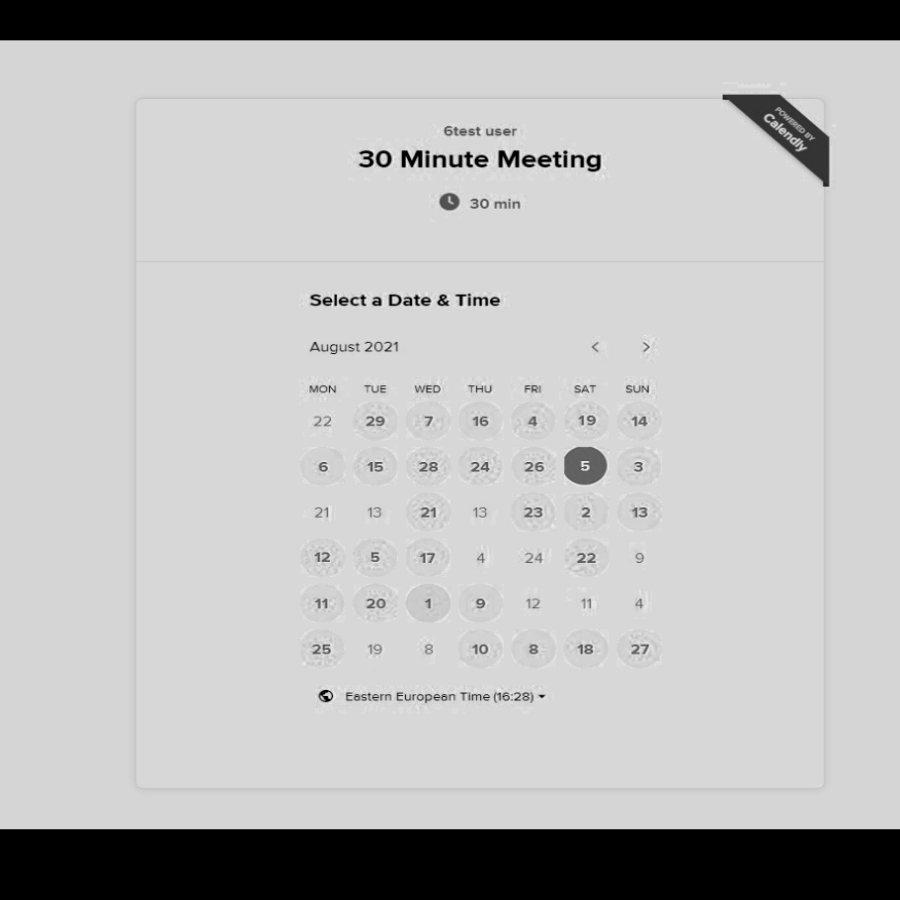 POWERED BY
Calendly
6test user
30 Minute Meeting
30 min
Select a Date & Time
August 2021 < >
MON TUE WED THU FRI SAT SUN
22 29 7 16 4 19 14
6 15 28 24 26 5 3
21 13 21 13 23 2 13
12 5 17 4 24 22 9
11 20 1 9 12 11 4
25 19 8 10 8 18 27
Eastern European Time (16:28)